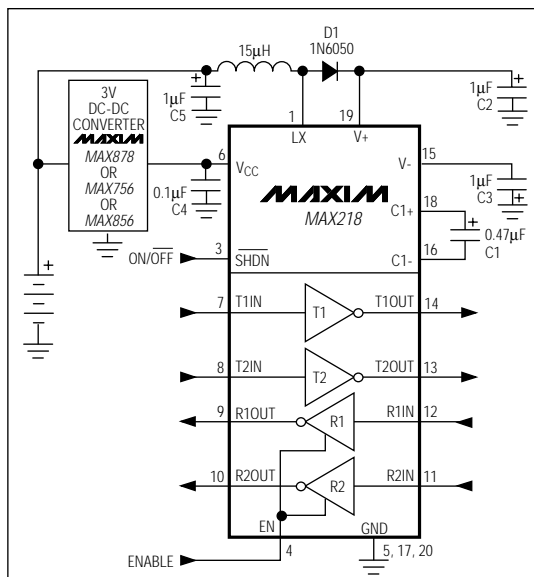 D1
1N6050
15µH
1µF
C5
1µF
C2
3V
DC-DC
CONVERTER
MAXIM
MAX878
OR
MAX756
OR
MAX856
1
19
LX
V+
6
VCC
0.1µF
C4
MAXIM
MAX218
V-
15
1µF
C3
C1+
18
0.47µF
C1
C1-
16
ON/OFF
3
SHDN
7
T1IN
T1
T1OUT
14
8
T2IN
T2
T2OUT
13
9
R1OUT
R1
R1IN
12
10
R2OUT
R2
R2IN
11
EN
GND
ENABLE
4
5, 17, 20